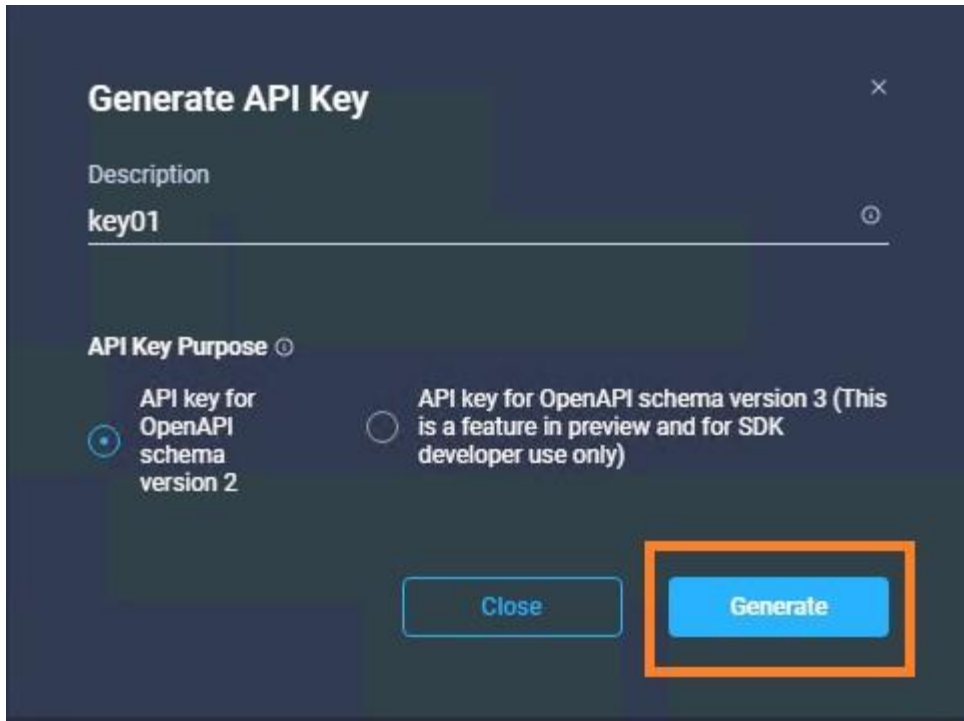 Generate API Key
Description
key01
API Key Purpose
API key for
OpenAPI
schema
version 2
API key for OpenAPI schema version 3 (This
is a feature in preview and for SDK
developer use only)
Close
Generate